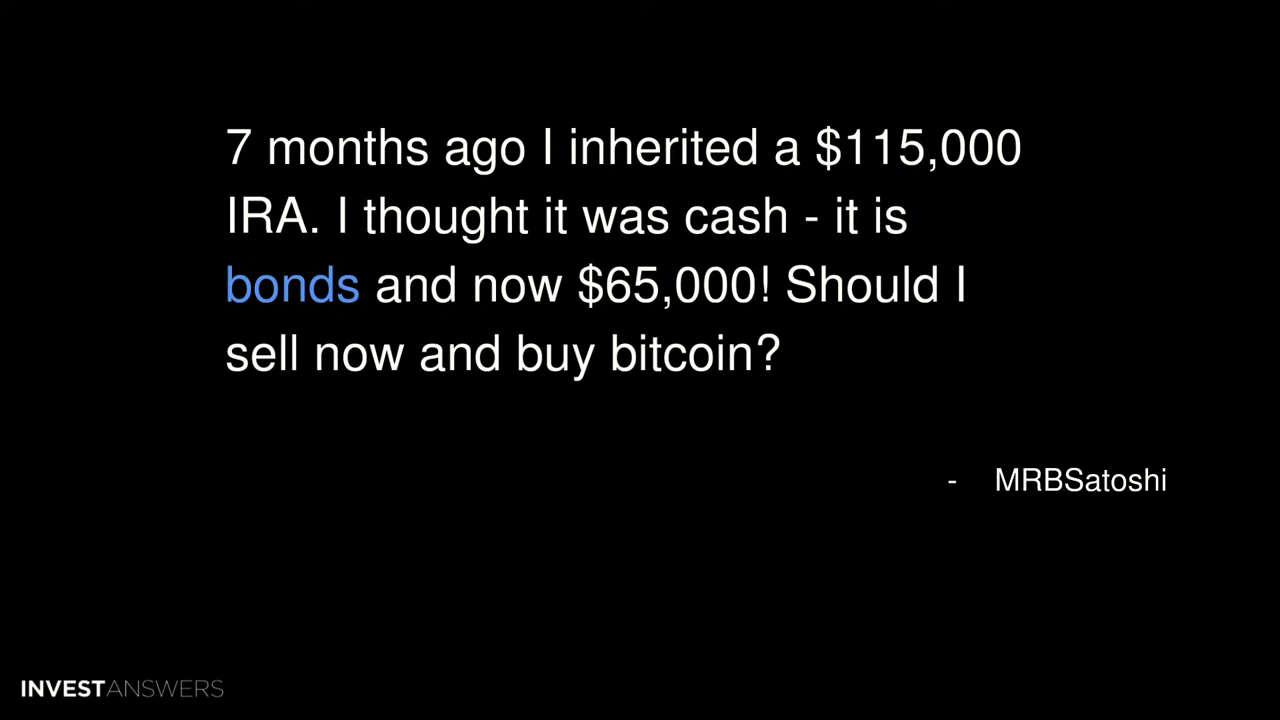 7 months ago I inherited a $115,000
IRA. I thought it was cash - it is
bonds and now $65,000! Should I
sell now and buy bitcoin?
- MRBSatoshi
INVESTANSWERS